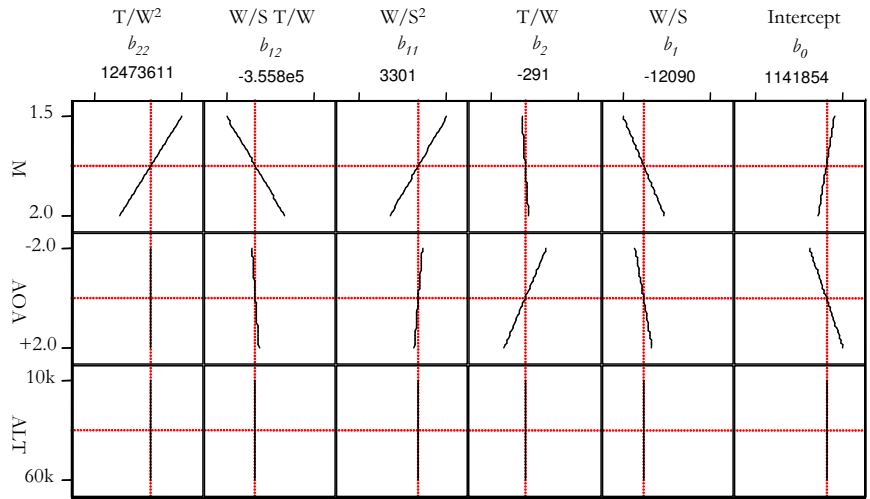 T/W² W/S T/W W/S² T/W W/S Intercept
b₂₂ b₁₂ b₁₁ b₂ b₁ b₀
12473611 -3.558e5 3301 -291 -12090 1141854
1.5
M
2.0
-2.0
AOA
+2.0
10k
ALT
60k